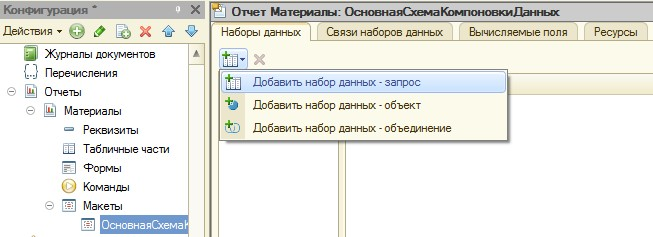 Конфигурация *
Действия
Журналы документов
Перечисления
Отчеты
Материалы
Реквизиты
Табличные части
Формы
Команды
Макеты
ОсновнаяСхемаК
Отчет Материалы: ОсновнаяСхемаКомпоновкиДанных
Наборы данных
Связи наборов данных
Вычисляемые поля
Ресурсы
Добавить набор данных - запрос
Добавить набор данных - объект
Добавить набор данных - объединение